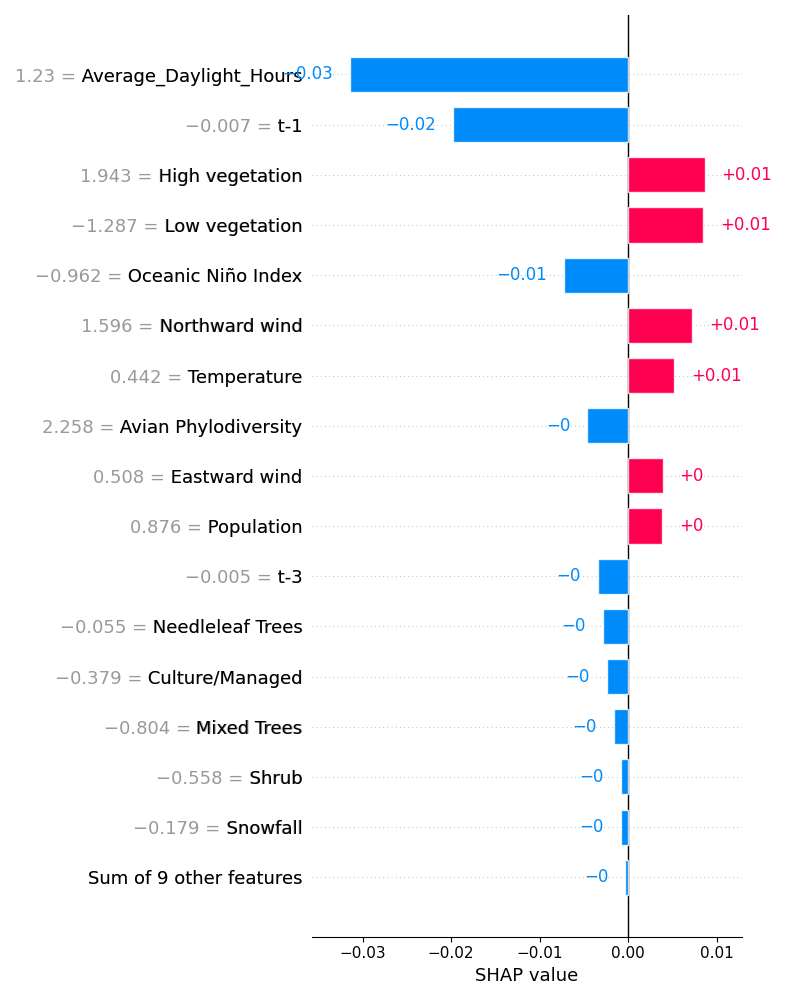 1.23 = Average_Daylight_Hours −0.03
−0.007 = t-1 −0.02
1.943 = High vegetation +0.01
−1.287 = Low vegetation +0.01
−0.962 = Oceanic Niño Index −0.01
1.596 = Northward wind +0.01
0.442 = Temperature +0.01
2.258 = Avian Phylodiversity −0
0.508 = Eastward wind +0
0.876 = Population +0
−0.005 = t-3 −0
−0.055 = Needleleaf Trees −0
−0.379 = Culture/Managed −0
−0.804 = Mixed Trees −0
−0.558 = Shrub −0
−0.179 = Snowfall −0
Sum of 9 other features −0
−0.03 −0.02 −0.01 0.00 0.01
SHAP value